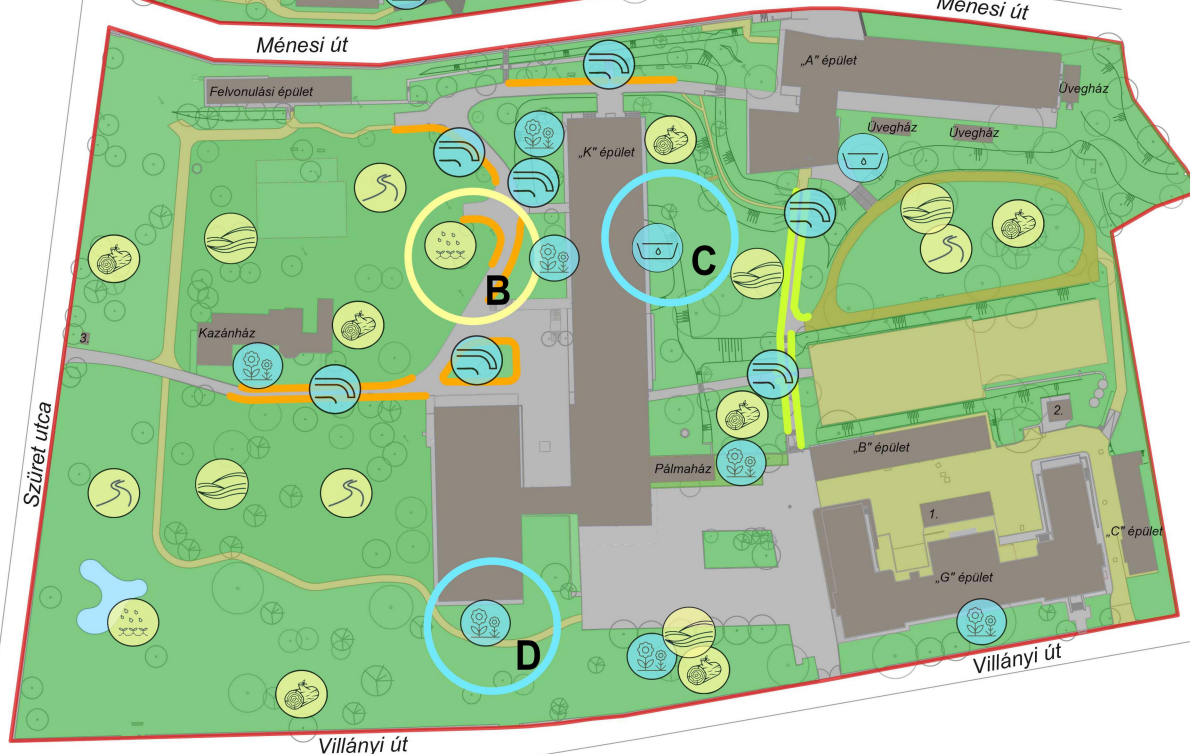 Ménesi út
Ménesi út
„A" épület
Felvonulási épület
Üvegház
Üvegház
Üvegház
„K" épület
B
C
Kazánház
3.
2.
„B" épület
Pálmaház
Szüret utca
1.
„C" épület
„G" épület
D
Villányi út
Villányi út